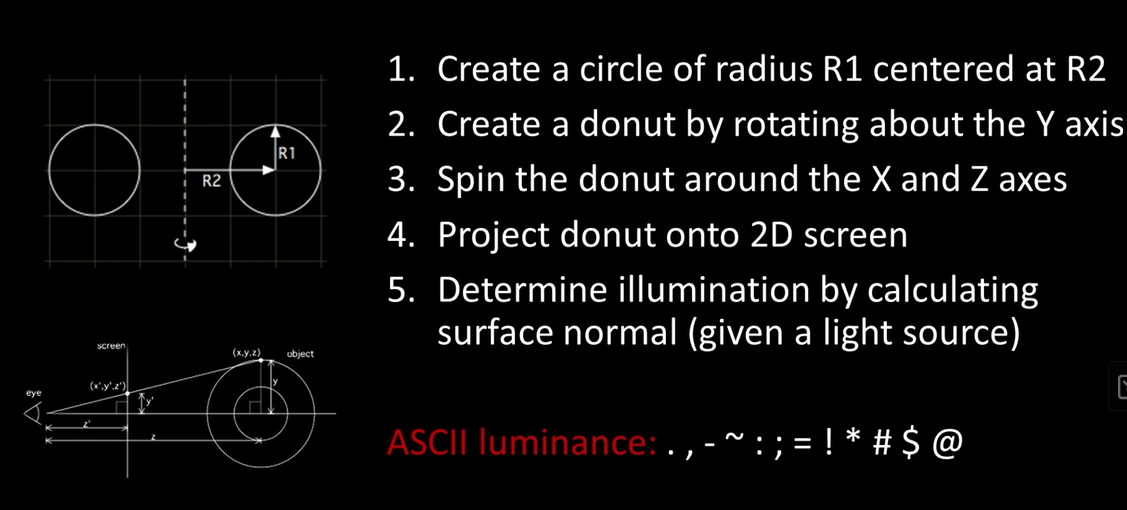 1. Create a circle of radius R1 centered at R2
2. Create a donut by rotating about the Y axis
3. Spin the donut around the X and Z axes
4. Project donut onto 2D screen
5. Determine illumination by calculating
surface normal (given a light source)
ASCII luminance: . , - ~ : ; = ! * # $ @
R1
R2
screen
(x,y,z)
object
(x',y',z')
y
eye
y'
z'
z